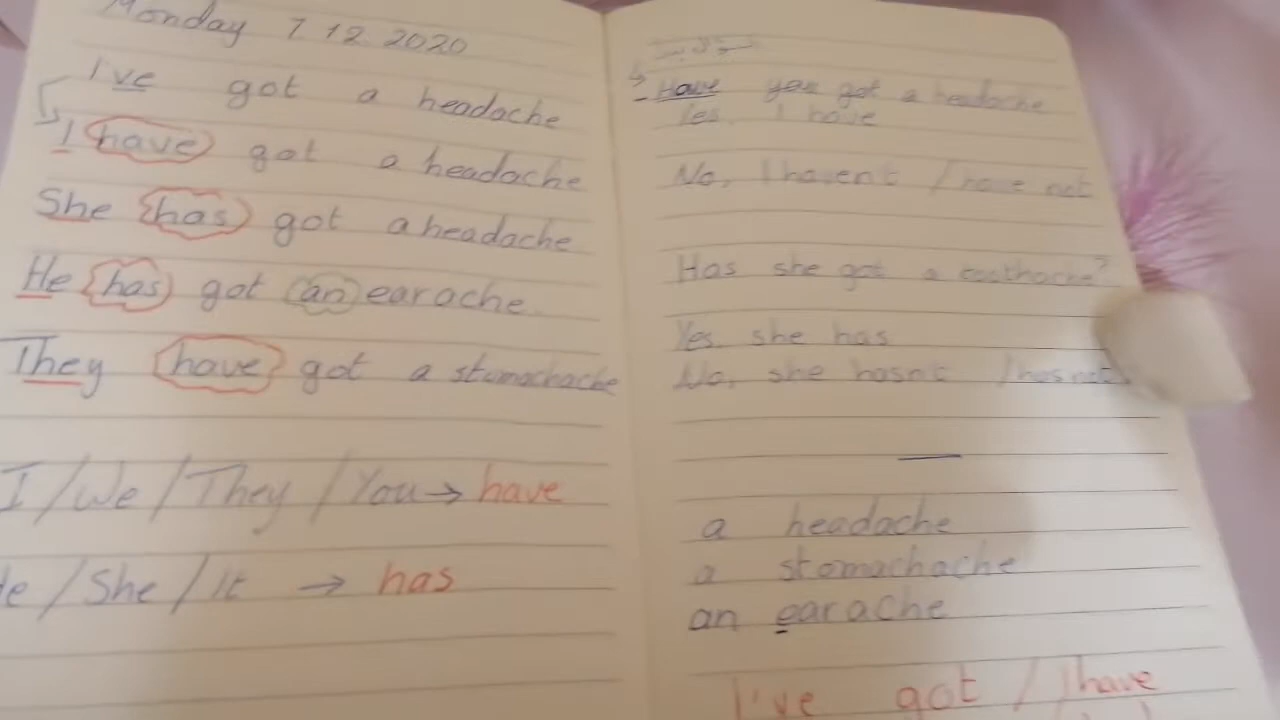 Monday 7 12 2020
I've got a headache
I have got a headache
She has got a headache
He has got an earache.
They have got a stomachache
I / We / They / You → have
He / She / It → has
Have you got a headache
Yes, I have
No, I haven't / have not
Has she got a toothache?
Yes, she has
No, she hasn't / has not
a headache
a stomachache
an earache
I've got / I have